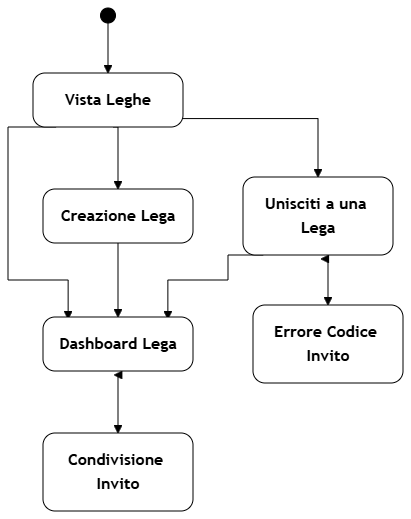 Vista Leghe
Creazione Lega
Unisciti a una
Lega
Dashboard Lega
Errore Codice
Invito
Condivisione
Invito